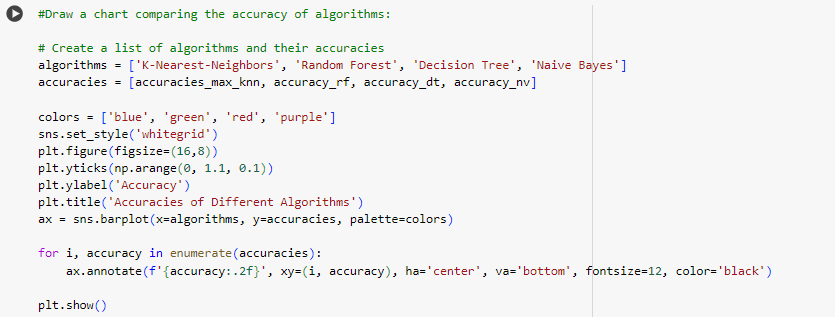 #Draw a chart comparing the accuracy of algorithms:
# Create a list of algorithms and their accuracies
algorithms = ['K-Nearest-Neighbors', 'Random Forest', 'Decision Tree', 'Naive Bayes']
accuracies = [accuracies_max_knn, accuracy_rf, accuracy_dt, accuracy_nv]
colors = ['blue', 'green', 'red', 'purple']
sns.set_style('whitegrid')
plt.figure(figsize=(16,8))
plt.yticks(np.arange(0, 1.1, 0.1))
plt.ylabel('Accuracy')
plt.title('Accuracies of Different Algorithms')
ax = sns.barplot(x=algorithms, y=accuracies, palette=colors)
for i, accuracy in enumerate(accuracies):
    ax.annotate(f'{accuracy:.2f}', xy=(i, accuracy), ha='center', va='bottom', fontsize=12, color='black')
plt.show()